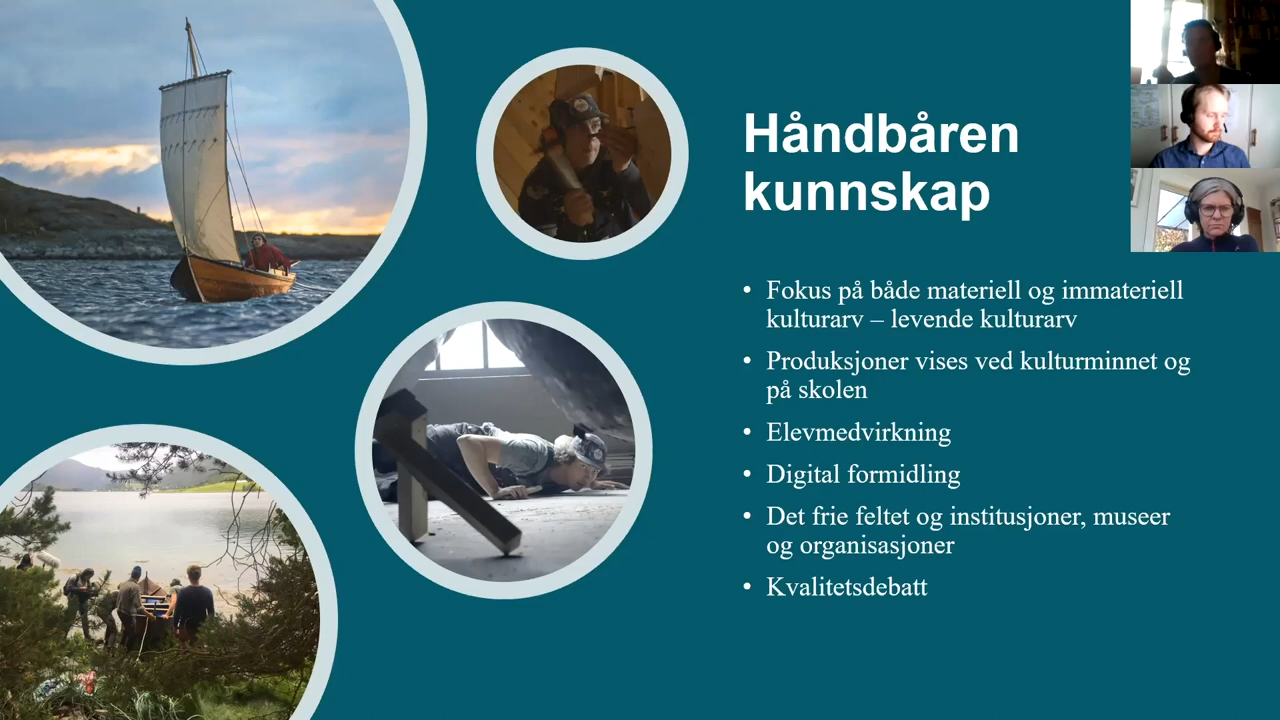 Håndbåren
kunnskap
• Fokus på både materiell og immateriell
kulturarv – levende kulturarv
• Produksjoner vises ved kulturminnet og
på skolen
• Elevmedvirkning
• Digital formidling
• Det frie feltet og institusjoner, museer
og organisasjoner
• Kvalitetsdebatt